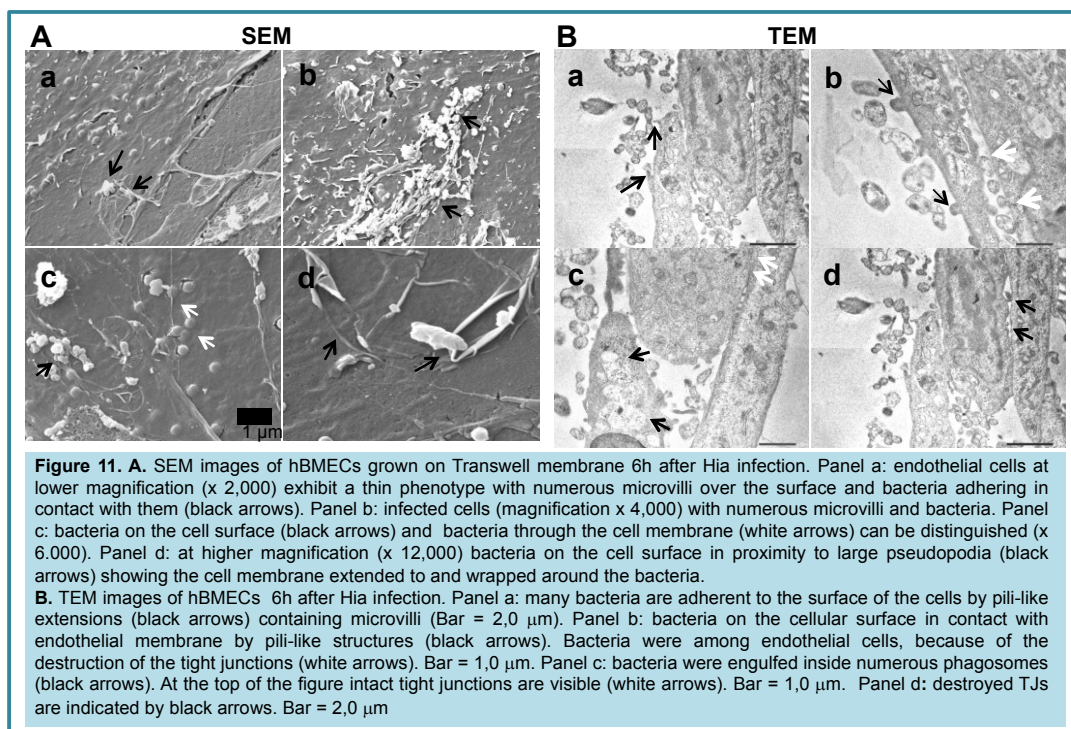 A SEM
B TEM
a
b
c
d
1 μm
a
b
c
d
Figure 11. A. SEM images of hBMECs grown on Transwell membrane 6h after Hia infection. Panel a: endothelial cells at
lower magnification (x 2,000) exhibit a thin phenotype with numerous microvilli over the surface and bacteria adhering in
contact with them (black arrows). Panel b: infected cells (magnification x 4,000) with numerous microvilli and bacteria. Panel
c: bacteria on the cell surface (black arrows) and bacteria through the cell membrane (white arrows) can be distinguished (x
6.000). Panel d: at higher magnification (x 12,000) bacteria on the cell surface in proximity to large pseudopodia (black
arrows) showing the cell membrane extended to and wrapped around the bacteria.
B. TEM images of hBMECs 6h after Hia infection. Panel a: many bacteria are adherent to the surface of the cells by pili-like
extensions (black arrows) containing microvilli (Bar = 2,0 μm). Panel b: bacteria on the cellular surface in contact with
endothelial membrane by pili-like structures (black arrows). Bacteria were among endothelial cells, because of the
destruction of the tight junctions (white arrows). Bar = 1,0 μm. Panel c: bacteria were engulfed inside numerous phagosomes
(black arrows). At the top of the figure intact tight junctions are visible (white arrows). Bar = 1,0 μm. Panel d: destroyed TJs
are indicated by black arrows. Bar = 2,0 μm